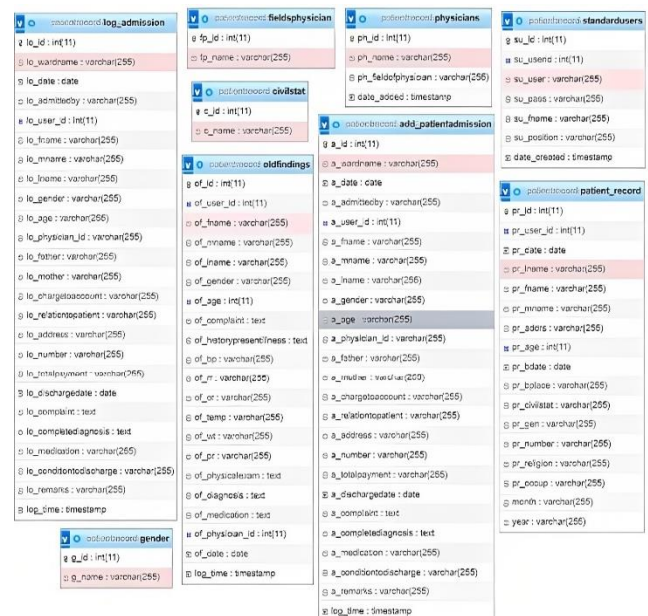 patientrecord log_admission
lo_id : int(11)
lo_wardname : varchar(255)
lo_date : date
lo_admittedby : varchar(255)
lo_user_id : int(11)
lo_fname : varchar(255)
lo_mname : varchar(255)
lo_lname : varchar(255)
lo_gender : varchar(255)
lo_age : varchar(255)
lo_physician_id : varchar(255)
lo_father : varchar(255)
lo_mother : varchar(255)
lo_chargetoaccount : varchar(255)
lo_relationtopatient : varchar(255)
lo_address : varchar(255)
lo_number : varchar(255)
lo_totalpayment : varchar(255)
lo_dischargedate : date
lo_complaint : text
lo_completediagnosis : text
lo_medication : varchar(255)
lo_conditiontodischarge : varchar(255)
lo_remarks : varchar(255)
log_time : timestamp
patientrecord gender
g_id : int(11)
g_name : varchar(255)
patientrecord fieldsphysician
fp_id : int(11)
fp_name : varchar(255)
patientrecord civilstat
c_id : int(11)
c_name : varchar(255)
patientrecord oldfindings
of_id : int(11)
of_user_id : int(11)
of_fname : varchar(255)
of_mname : varchar(255)
of_lname : varchar(255)
of_gender : varchar(255)
of_age : int(11)
of_complaint : text
of_historypresentillness : text
of_bp : varchar(255)
of_rr : varchar(255)
of_cr : varchar(255)
of_temp : varchar(255)
of_wt : varchar(255)
of_pr : varchar(255)
of_physicalexam : text
of_diagnosis : text
of_medication : text
of_physician_id : int(11)
of_date : date
log_time : timestamp
patientrecord physicians
ph_id : int(11)
ph_name : varchar(255)
ph_fieldofphysician : varchar(255)
date_added : timestamp
patientrecord add_patientadmission
a_id : int(11)
a_wardname : varchar(255)
a_date : date
a_admittedby : varchar(255)
a_user_id : int(11)
a_fname : varchar(255)
a_mname : varchar(255)
a_lname : varchar(255)
a_gender : varchar(255)
a_age : varchar(255)
a_physician_id : varchar(255)
a_father : varchar(255)
a_mother : varchar(255)
a_chargetoaccount : varchar(255)
a_relationtopatient : varchar(255)
a_address : varchar(255)
a_number : varchar(255)
a_totalpayment : varchar(255)
a_dischargedate : date
a_complaint : text
a_completediagnosis : text
a_medication : varchar(255)
a_conditiontodischarge : varchar(255)
a_remarks : varchar(255)
log_time : timestamp
patientrecord standardusers
su_id : int(11)
su_userid : int(11)
su_user : varchar(255)
su_pass : varchar(255)
su_fname : varchar(255)
su_position : varchar(255)
date_created : timestamp
patientrecord patient_record
pr_id : int(11)
pr_user_id : int(11)
pr_date : date
pr_lname : varchar(255)
pr_fname : varchar(255)
pr_mname : varchar(255)
pr_addrs : varchar(255)
pr_age : int(11)
pr_bdate : date
pr_bplace : varchar(255)
pr_civilstat : varchar(255)
pr_gen : varchar(255)
pr_number : varchar(255)
pr_religion : varchar(255)
pr_occup : varchar(255)
month : varchar(255)
year : varchar(255)